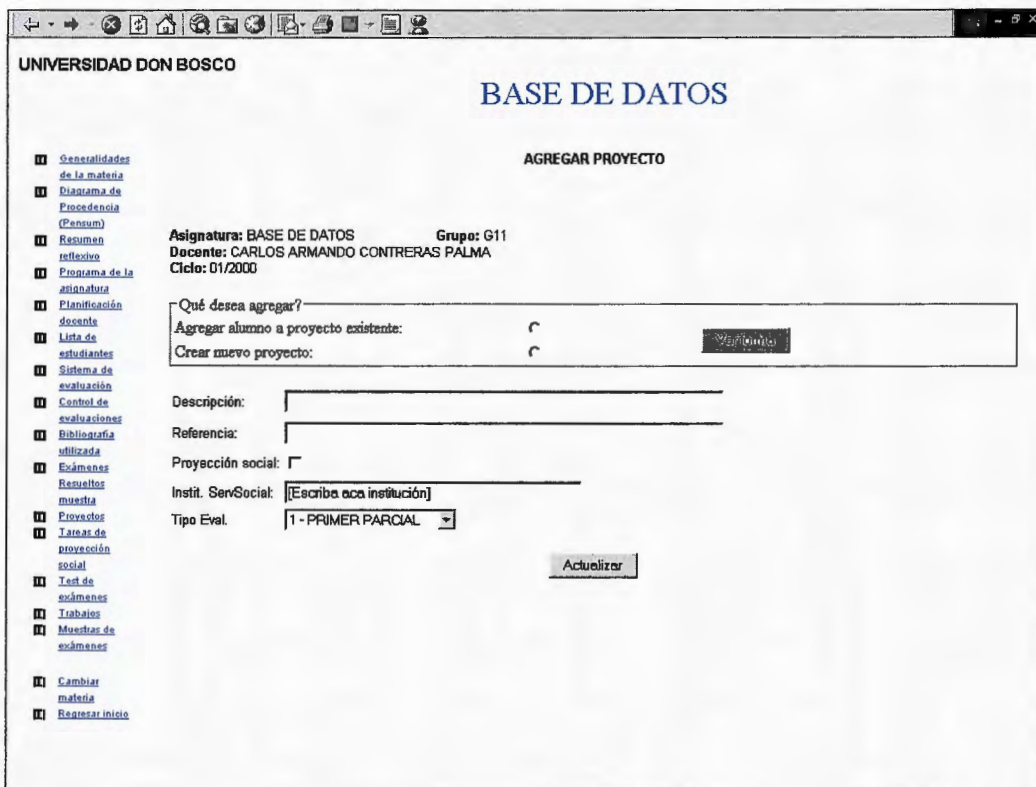 UNIVERSIDAD DON BOSCO
BASE DE DATOS
Generalidades
de la materia
Diagrama de
Procedencia
(Pensum)
Resumen
reflexivo
Programa de la
asignatura
Planificación
docente
Lista de
estudiantes
Sistema de
evaluación
Control de
evaluaciones
Bibliografía
utilizada
Exámenes
Resueltos
muestra
Proyectos
Tareas de
proyección
social
Test de
exámenes
Trabajos
Muestras de
exámenes
Cambiar
materia
Regresar inicio
AGREGAR PROYECTO
Asignatura: BASE DE DATOS Grupo: G11
Docente: CARLOS ARMANDO CONTRERAS PALMA
Ciclo: 01/2000
Qué desea agregar?
Agregar alumno a proyecto existente:
Crear nuevo proyecto:
Descripción:
Referencia:
Proyección social:
Instit. ServSocial: [Escriba aca institución]
Tipo Eval. 1 - PRIMER PARCIAL
Actualizar